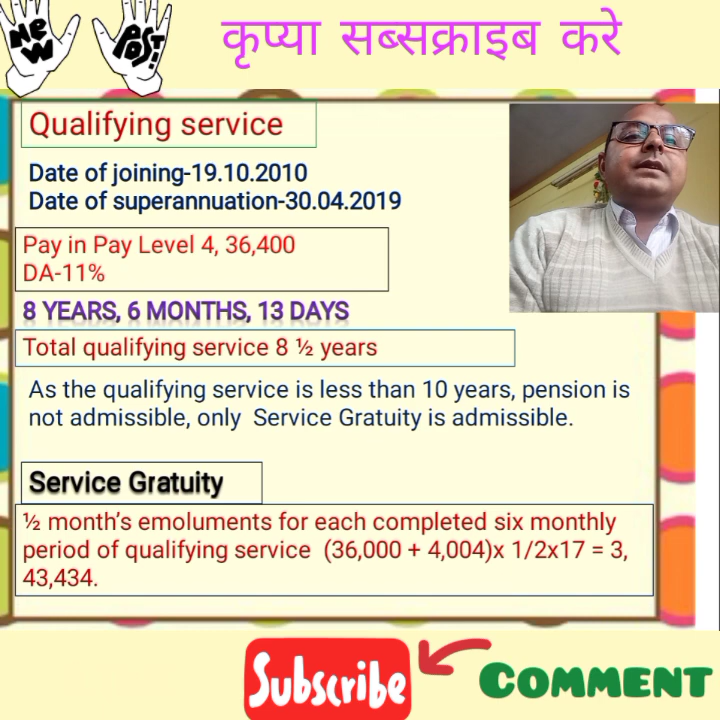 NEW
POST!
कृप्या सब्सक्राइब करे
Qualifying service
Date of joining-19.10.2010
Date of superannuation-30.04.2019
Pay in Pay Level 4, 36,400
DA-11%
8 YEARS, 6 MONTHS, 13 DAYS
Total qualifying service 8 ½ years
As the qualifying service is less than 10 years, pension is
not admissible, only Service Gratuity is admissible.
Service Gratuity
½ month's emoluments for each completed six monthly
period of qualifying service (36,000 + 4,004)x 1/2x17 = 3,
43,434.
Subscribe
COMMENT